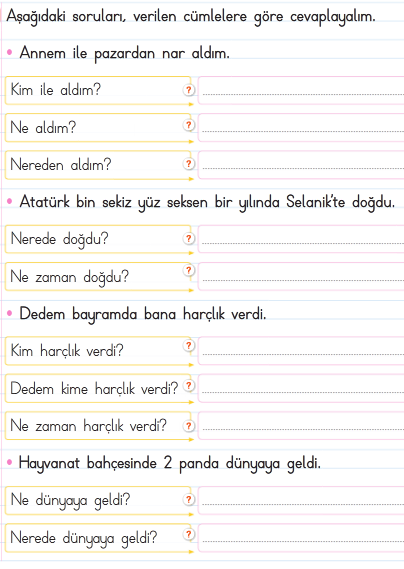 Aşağıdaki soruları, verilen cümlelere göre cevaplayalım.
• Annem ile pazardan nar aldım.
Kim ile aldım? ?
Ne aldım? ?
Nereden aldım? ?
• Atatürk bin sekiz yüz seksen bir yılında Selanik'te doğdu.
Nerede doğdu? ?
Ne zaman doğdu? ?
• Dedem bayramda bana harçlık verdi.
Kim harçlık verdi? ?
Dedem kime harçlık verdi? ?
Ne zaman harçlık verdi? ?
• Hayvanat bahçesinde 2 panda dünyaya geldi.
Ne dünyaya geldi? ?
Nerede dünyaya geldi? ?